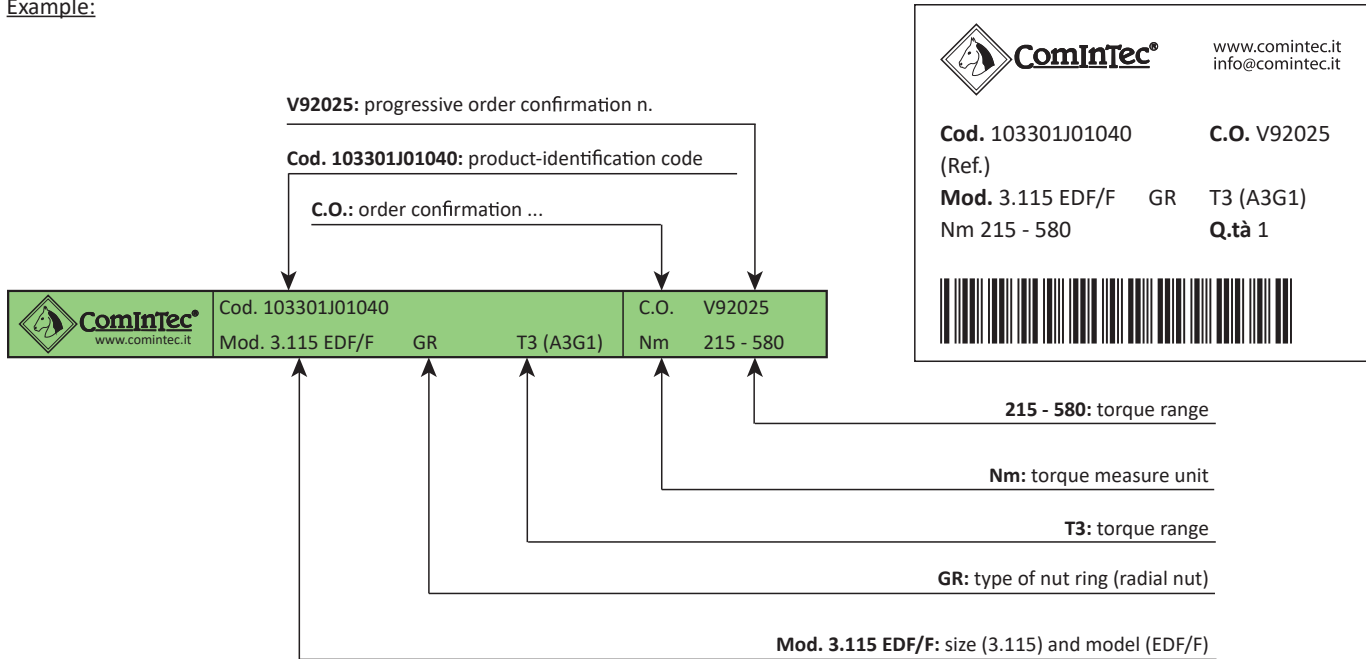 Example:
V92025: progressive order confirmation n.
Cod. 103301J01040: product-identification code
C.O.: order confirmation ...
ComInTec®
www.comintec.it
Cod. 103301J01040
C.O. V92025
Mod. 3.115 EDF/F GR T3 (A3G1)
Nm 215 - 580
ComInTec®
www.comintec.it
info@comintec.it
Cod. 103301J01040 C.O. V92025
(Ref.)
Mod. 3.115 EDF/F GR T3 (A3G1)
Nm 215 - 580 Q.tà 1
215 - 580: torque range
Nm: torque measure unit
T3: torque range
GR: type of nut ring (radial nut)
Mod. 3.115 EDF/F: size (3.115) and model (EDF/F)